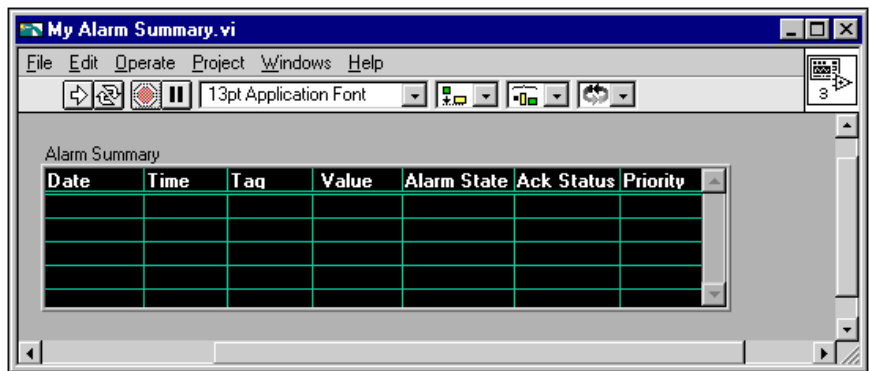 My Alarm Summary.vi
File Edit Operate Project Windows Help
13pt Application Font
3
Alarm Summary
Date Time Tag Value Alarm State Ack Status Priority